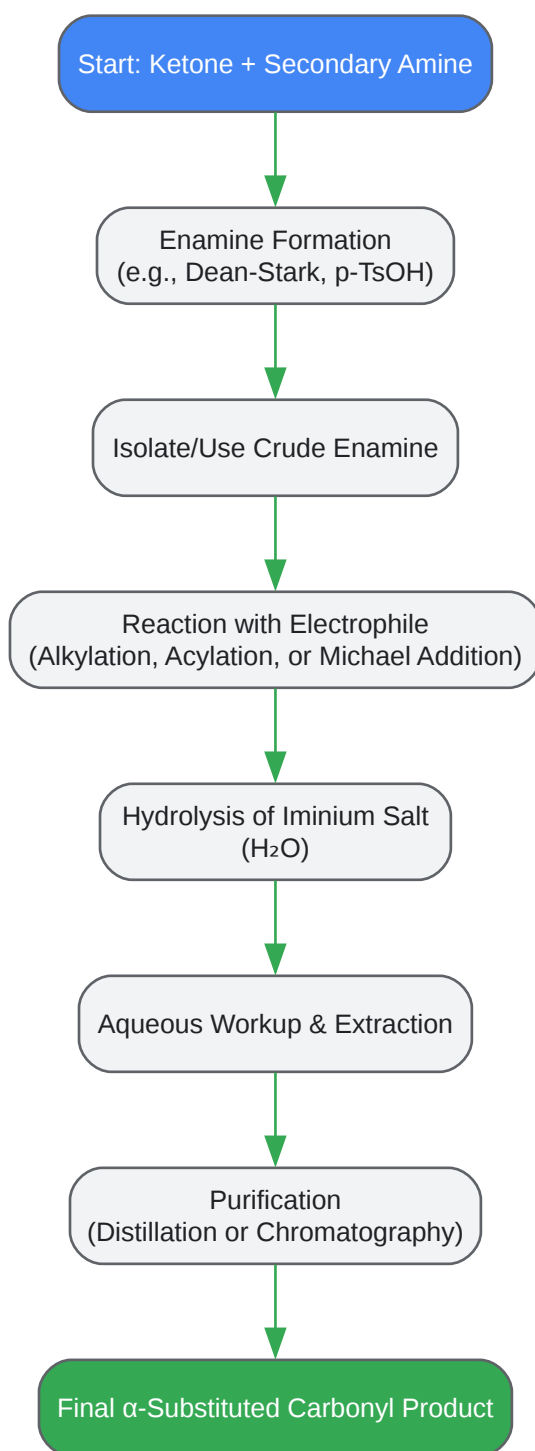 Start: Ketone + Secondary Amine
Enamine Formation
(e.g., Dean-Stark, p-TsOH)
Isolate/Use Crude Enamine
Reaction with Electrophile
(Alkylation, Acylation, or Michael Addition)
Hydrolysis of Iminium Salt
(H₂O)
Aqueous Workup & Extraction
Purification
(Distillation or Chromatography)
Final α-Substituted Carbonyl Product